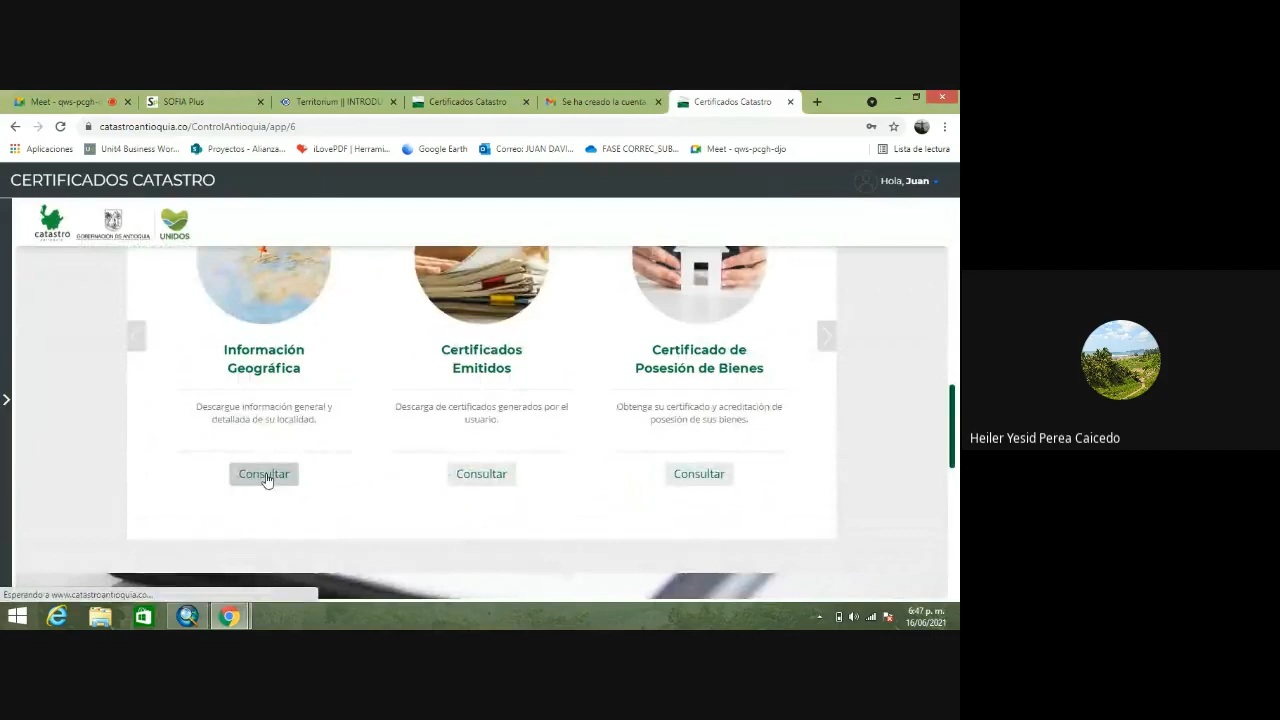 Meet - qws-pcgh-
SOFIA Plus
Territorium || INTRODU
Certificados Catastro
Se ha creado la cuenta
Certificados Catastro
catastroantioquia.co/ControlAntioquia/app/6
Aplicaciones
Unit4 Business Wor...
Proyectos - Alianza...
iLovePDF | Herrami...
Google Earth
Correo: JUAN DAVI...
FASE CORREC_SUB...
Meet - qws-pcgh-djo
Lista de lectura
CERTIFICADOS CATASTRO
Hola, Juan
catastro
GOBERNACIÓN DE ANTIOQUIA
UNIDOS
Información
Geográfica
Descargue información general y
detallada de su localidad.
Consultar
Certificados
Emitidos
Descarga de certificados generados por el
usuario.
Consultar
Certificado de
Posesión de Bienes
Obtenga su certificado y acreditación de
posesión de sus bienes.
Consultar
Esperando a www.catastroantioquia.co...
6:47 p. m.
16/06/2021
Heiler Yesid Perea Caicedo